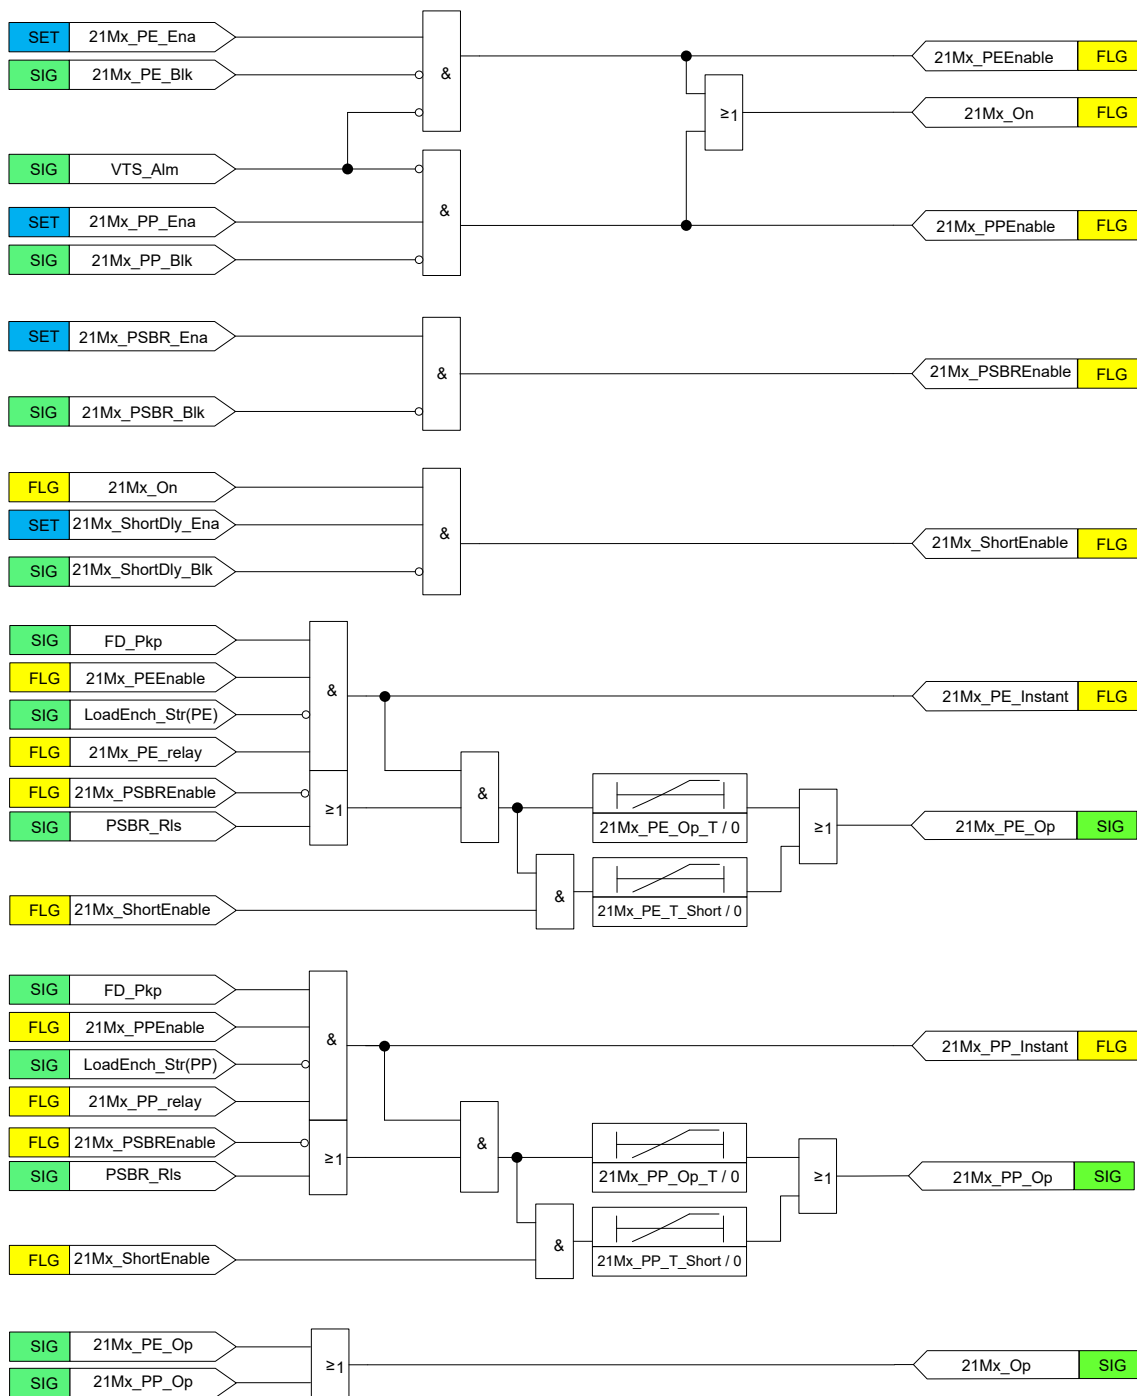 SET 21Mx_PE_Ena
SIG 21Mx_PE_Blk
&
21Mx_PEEnable FLG
≥1
21Mx_On FLG
SIG VTS_Alm
SET 21Mx_PP_Ena
&
21Mx_PPEnable FLG
SIG 21Mx_PP_Blk
SET 21Mx_PSBR_Ena
&
21Mx_PSBREnable FLG
SIG 21Mx_PSBR_Blk
FLG 21Mx_On
SET 21Mx_ShortDly_Ena
&
21Mx_ShortEnable FLG
SIG 21Mx_ShortDly_Blk
SIG FD_Pkp
FLG 21Mx_PEEnable
&
21Mx_PE_Instant FLG
SIG LoadEnch_Str(PE)
FLG 21Mx_PE_relay
FLG 21Mx_PSBREnable
≥1
&
SIG PSBR_Rls
21Mx_PE_Op_T / 0
≥1
21Mx_PE_Op SIG
FLG 21Mx_ShortEnable
&
21Mx_PE_T_Short / 0
SIG FD_Pkp
FLG 21Mx_PPEnable
&
21Mx_PP_Instant FLG
SIG LoadEnch_Str(PP)
FLG 21Mx_PP_relay
FLG 21Mx_PSBREnable
≥1
&
SIG PSBR_Rls
21Mx_PP_Op_T / 0
≥1
21Mx_PP_Op SIG
FLG 21Mx_ShortEnable
&
21Mx_PP_T_Short / 0
SIG 21Mx_PE_Op
≥1
21Mx_Op SIG
SIG 21Mx_PP_Op